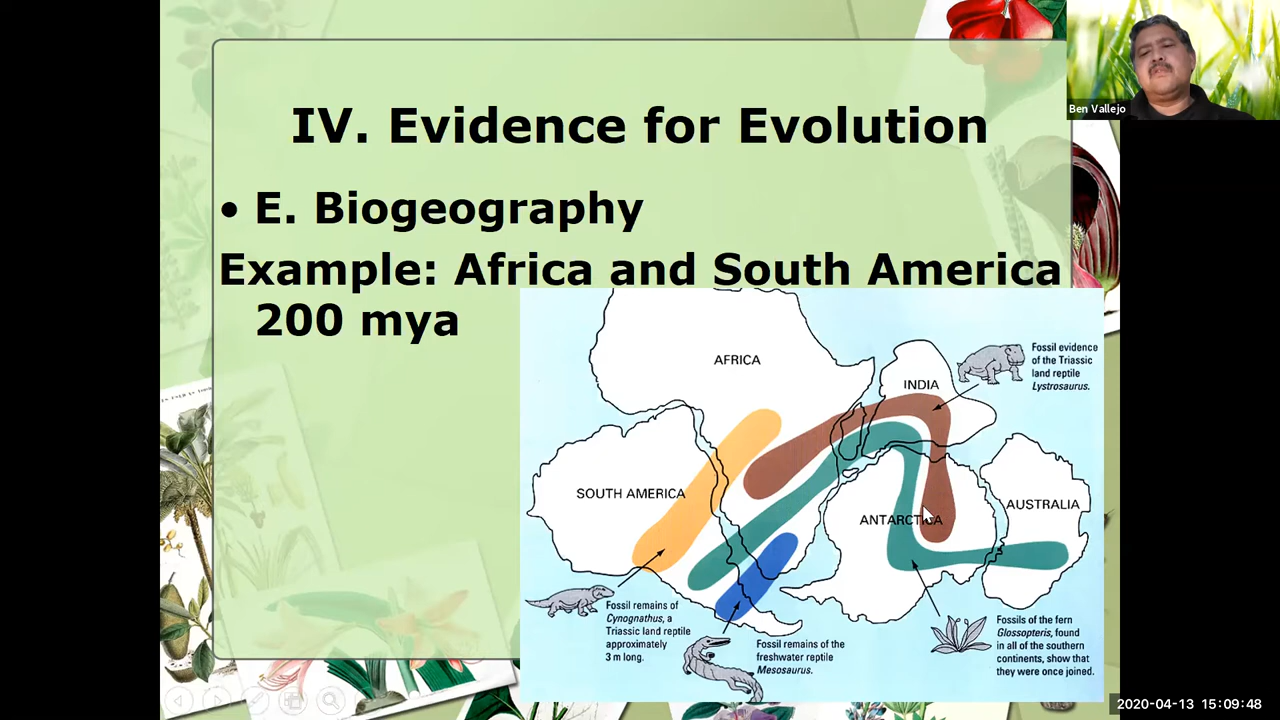 Ben Vallejo
IV. Evidence for Evolution
• E. Biogeography
Example: Africa and South America
200 mya
AFRICA
INDIA
Fossil evidence
of the Triassic
land reptile
Lystrosaurus.
SOUTH AMERICA
ANTARCTICA
AUSTRALIA
Fossil remains of
Cynognathus, a
Triassic land reptile
approximately
3 m long.
Fossil remains of the
freshwater reptile
Mesosaurus.
Fossils of the fern
Glossopteris, found
in all of the southern
continents, show that
they were once joined.
2020-04-13 15:09:48